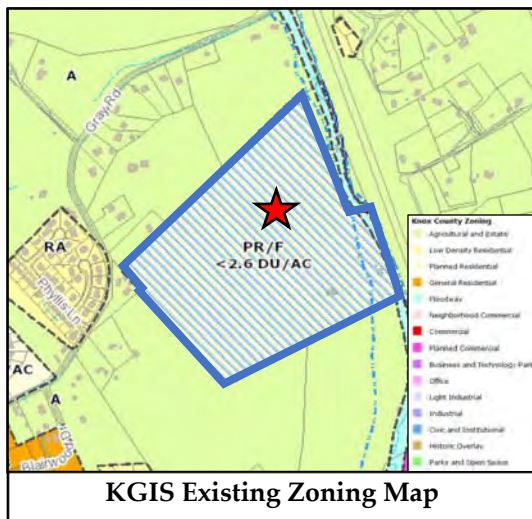 A
Gray Rd
PR/F
<2.6 DU/AC
RA
Phyllis Ln
/AC
A
Blairwood
Knox County Zoning
Agricultural and Estate
Low Density Residential
Planned Residential
General Residential
Floodway
Neighborhood Commercial
Commercial
Planned Commercial
Business and Technology Park
Office
Light Industrial
Industrial
Civic and Institutional
Historic Overlay
Parks and Open Space
KGIS Existing Zoning Map